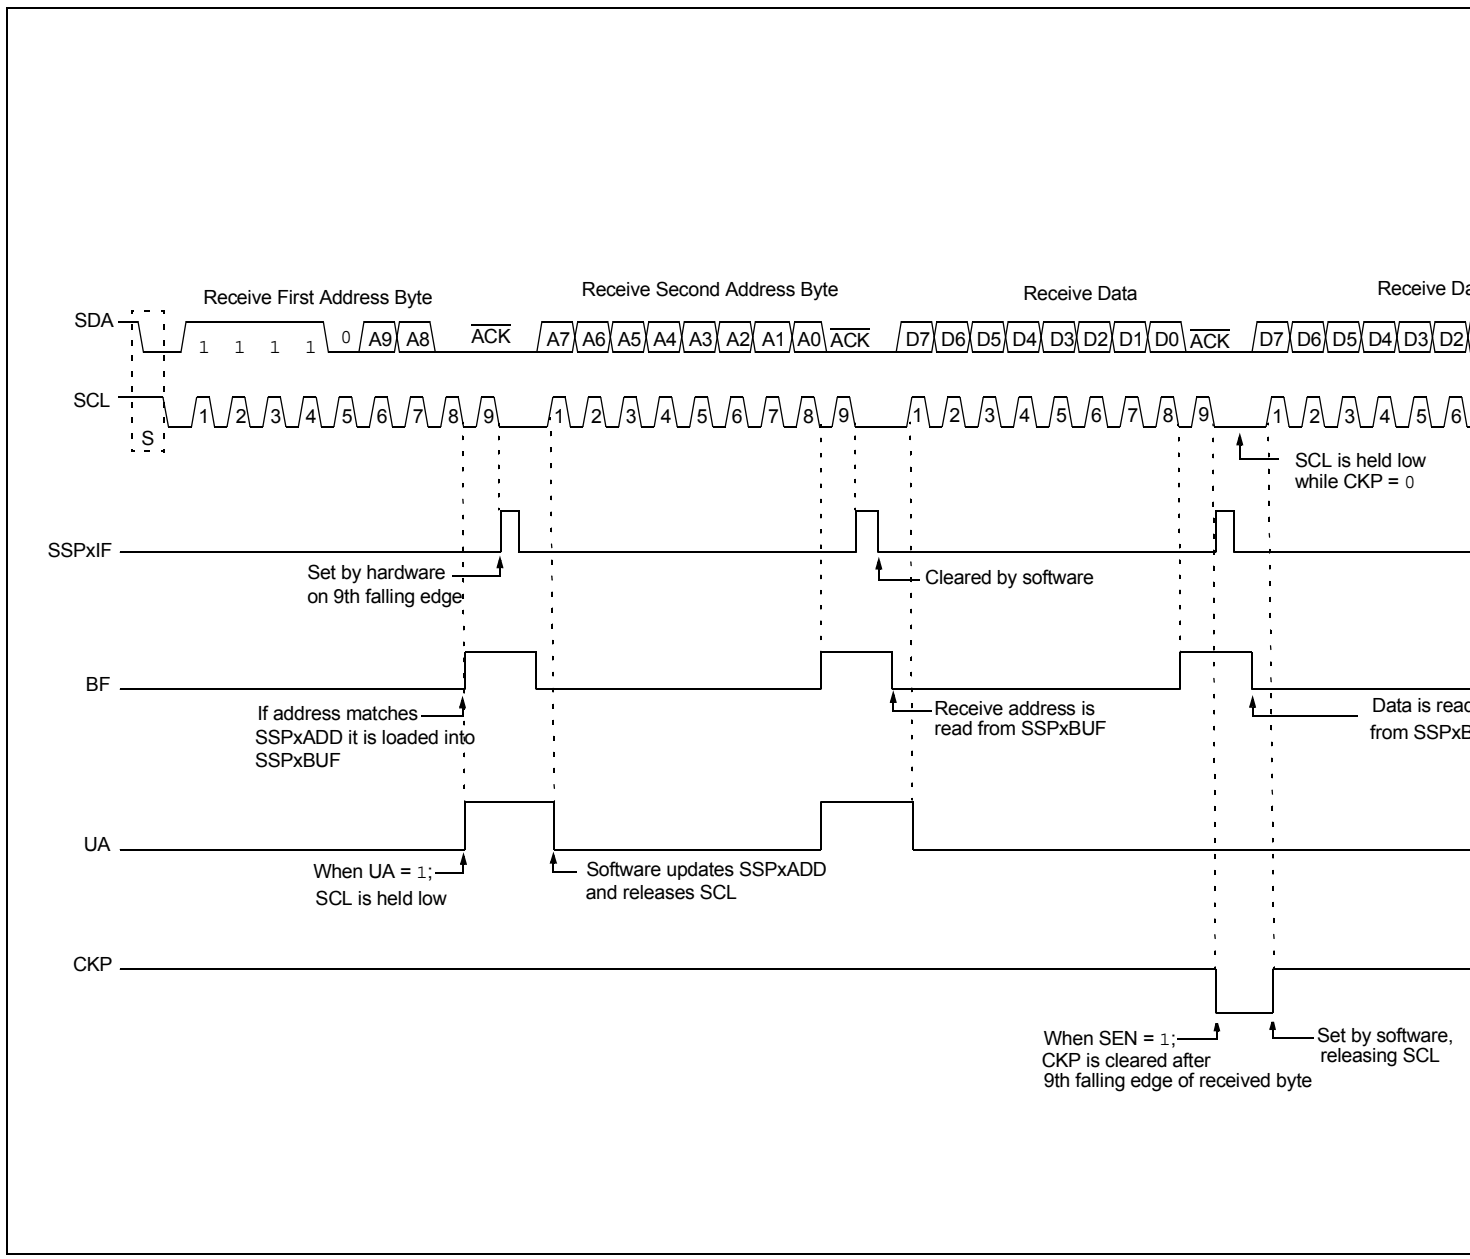 Receive First Address Byte
Receive Second Address Byte
Receive Data
Receive Da
SDA
1 1 1 1 0 A9 A8 ACK A7 A6 A5 A4 A3 A2 A1 A0 ACK D7 D6 D5 D4 D3 D2 D1 D0 ACK D7 D6 D5 D4 D3 D2
SCL
S
1 2 3 4 5 6 7 8 9 1 2 3 4 5 6 7 8 9 1 2 3 4 5 6 7 8 9 1 2 3 4 5 6
SCL is held low
while CKP = 0
SSPxIF
Set by hardware
on 9th falling edge
Cleared by software
BF
If address matches
SSPxADD it is loaded into
SSPxBUF
Receive address is
read from SSPxBUF
Data is read
from SSPxB
UA
When UA = 1;
SCL is held low
Software updates SSPxADD
and releases SCL
CKP
When SEN = 1;
CKP is cleared after
9th falling edge of received byte
Set by software,
releasing SCL